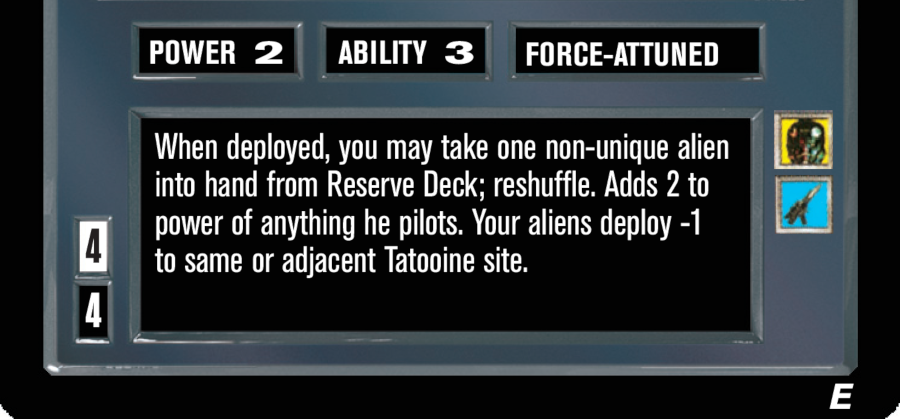 POWER 2 ABILITY 3 FORCE-ATTUNED
When deployed, you may take one non-unique alien
into hand from Reserve Deck; reshuffle. Adds 2 to
power of anything he pilots. Your aliens deploy -1
to same or adjacent Tatooine site.
4
4
E